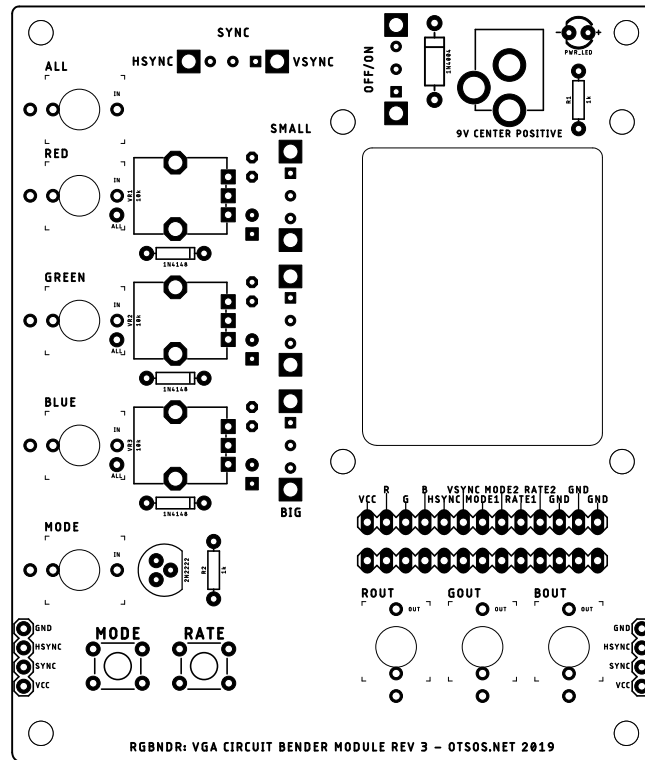 SYNC
HSYNC VSYNC
OFF/ON
1N4004
- +
PWR_LED
R1
1k
9V CENTER POSITIVE
ALL
IN
SMALL
RED
IN
ALL
VR1
10k
1N4148
GREEN
IN
ALL
VR2
10k
1N4148
BLUE
IN
ALL
VR3
10k
1N4148
BIG
R B VSYNC MODE2 RATE2 GND
VCC G HSYNC MODE1 RATE1 GND GND
MODE
IN
2N2222
R2
1k
ROUT GOUT BOUT
OUT OUT OUT
GND
HSYNC
SYNC
VCC
MODE RATE
GND
HSYNC
SYNC
VCC
RGBNDR: VGA CIRCUIT BENDER MODULE REV 3 - OTSOS.NET 2019